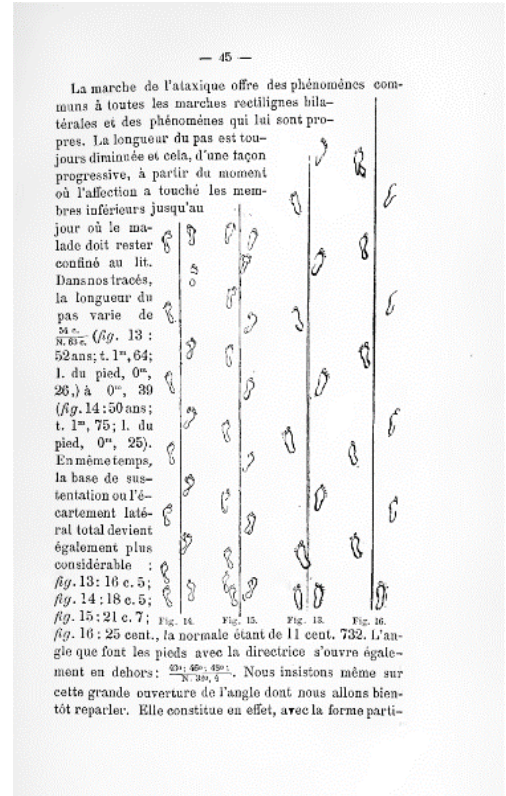 — 45 —
La marche de l'ataxique offre des phénomènes com-
muns à toutes les marches rectilignes bila-
térales et des phénomènes qui lui sont pro-
pres. La longueur du pas est tou-
jours diminuée et cela, d'une façon
progressive, à partir du moment
où l'affection a touché les mem-
bres inférieurs jusqu'au
jour où le ma-
lade doit rester
confiné au lit.
Dans nos tracés,
la longueur du
pas varie de
54 c.
N. 63 c. (fig. 13 :
52 ans; t. 1m, 64;
l. du pied, 0m,
26,) à 0m, 39
(fig. 14 : 50 ans;
t. 1m, 75; l. du
pied, 0m, 25).
En même temps,
la base de sus-
tentation ou l'é-
cartement laté-
ral total devient
également plus
considérable :
fig. 13: 16 c. 5;
fig. 14 : 18 c. 5;
fig. 15 : 21 c. 7;
Fig. 14. Fig. 15. Fig. 13. Fig. 16.
fig. 16 : 25 cent., la normale étant de 11 cent. 732. L'an-
gle que font les pieds avec la directrice s'ouvre égale-
ment en dehors: . Nous insistons même sur
cette grande ouverture de l'angle dont nous allons bien-
tôt reparler. Elle constitue en effet, avec la forme parti-